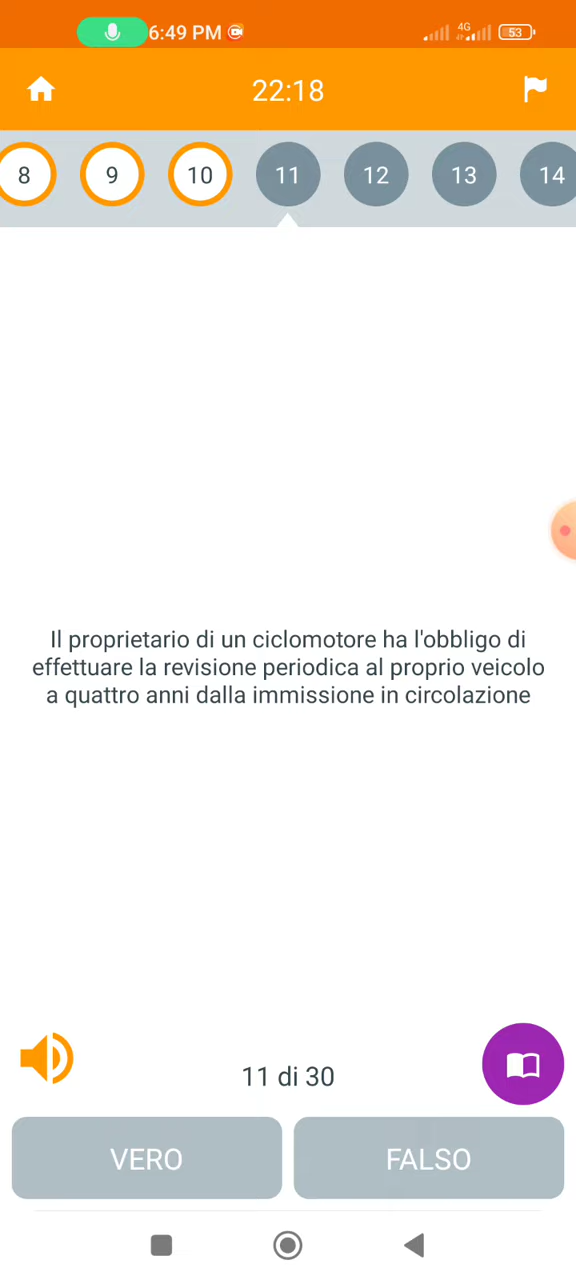 6:49 PM
4G
53
22:18
8 9 10 11 12 13 14
Il proprietario di un ciclomotore ha l'obbligo di
effettuare la revisione periodica al proprio veicolo
a quattro anni dalla immissione in circolazione
11 di 30
VERO FALSO